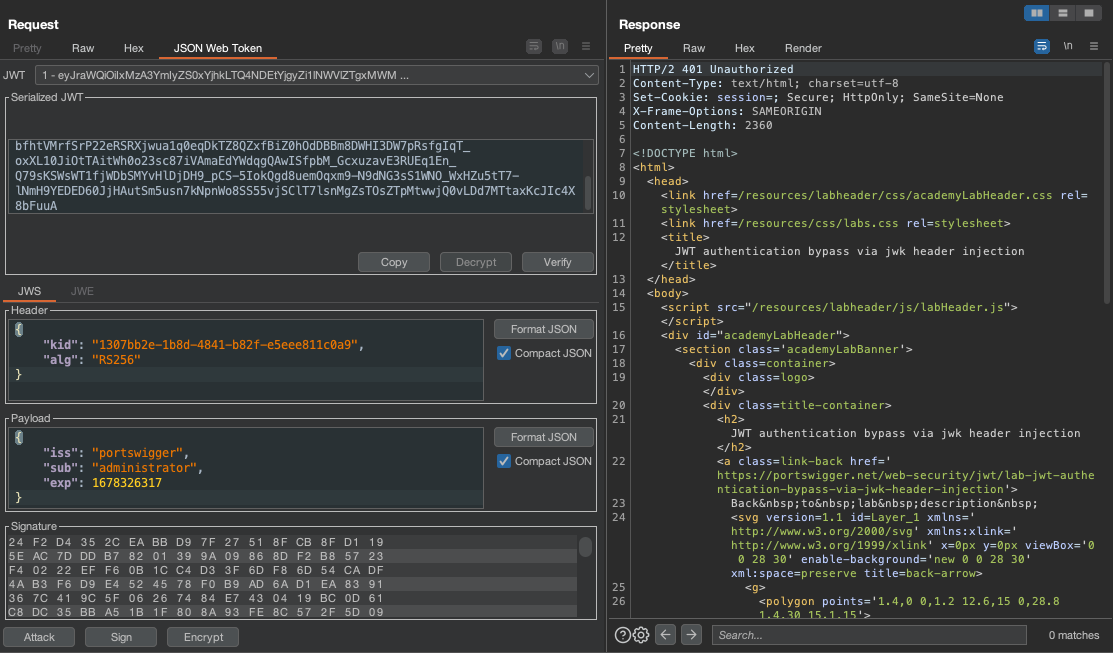 Request
Pretty Raw Hex JSON Web Token \n
JWT 1 - eyJraWQiOiIxMzA3YmIyZS0xYjhkLTQ4NDEtYjgyZi1lNWVlZTgxMWM ...
Serialized JWT
bfhtVMrfSrP22eRSRXjwua1q0eqDkTZ8QZxfBiZ0hOdDBBm8DWHI3DW7pRsfgIqT_
oxXL10JiOtTAitWh0o23sc87iVAmaEdYWdqgQAwISfpbM_GcxuzavE3RUEq1En_
Q79sKSWsWT1fjWDbSMYvHlDjDH9_pCS-5IokQgd8uemOqxm9-N9dNG3sS1WNO_WxHZu5tT7-
lNmH9YEDED60JjHAutSm5usn7kNpnWo8SS55vjSClT7lsnMgZsTOsZTpMtwwjQ0vLDd7MTtaxKcJIc4X
8bFuuA
Copy Decrypt Verify
JWS JWE
Header
{
"kid": "1307bb2e-1b8d-4841-b82f-e5eee811c0a9",
"alg": "RS256"
}
Format JSON
Compact JSON
Payload
{
"iss": "portswigger",
"sub": "administrator",
"exp": 1678326317
}
Format JSON
Compact JSON
Signature
24 F2 D4 35 2C EA BB D9 7F 27 51 8F CB 8F D1 19
5E AC 7D DD B7 82 01 39 9A 09 86 8D F2 B8 57 23
F4 02 22 EF F6 0B 1C C4 D3 3F 6D F8 6D 54 CA DF
4A B3 F6 D9 E4 52 45 78 F0 B9 AD 6A D1 EA 83 91
36 7C 41 9C 5F 06 26 74 84 E7 43 04 19 BC 0D 61
C8 DC 35 BB A5 1B 1F 80 8A 93 FE 8C 57 2F 5D 09
Attack Sign Encrypt
Response
Pretty Raw Hex Render \n
1 HTTP/2 401 Unauthorized
2 Content-Type: text/html; charset=utf-8
3 Set-Cookie: session=; Secure; HttpOnly; SameSite=None
4 X-Frame-Options: SAMEORIGIN
5 Content-Length: 2360
6
7 <!DOCTYPE html>
8 <html>
9 <head>
10 <link href=/resources/labheader/css/academyLabHeader.css rel=
stylesheet>
11 <link href=/resources/css/labs.css rel=stylesheet>
12 <title>
JWT authentication bypass via jwk header injection
</title>
13 </head>
14 <body>
15 <script src="/resources/labheader/js/labHeader.js">
</script>
16 <div id="academyLabHeader">
17 <section class='academyLabBanner'>
18 <div class=container>
19 <div class=logo>
</div>
20 <div class=title-container>
21 <h2>
JWT authentication bypass via jwk header injection
</h2>
22 <a class=link-back href='
https://portswigger.net/web-security/jwt/lab-jwt-authe
ntication-bypass-via-jwk-header-injection'>
23 Back&nbsp;to&nbsp;lab&nbsp;description&nbsp;
24 <svg version=1.1 id=Layer_1 xmlns='
http://www.w3.org/2000/svg' xmlns:xlink='
http://www.w3.org/1999/xlink' x=0px y=0px viewBox='0
0 28 30' enable-background='new 0 0 28 30'
xml:space=preserve title=back-arrow>
25 <g>
26 <polygon points='1.4,0 0,1.2 12.6,15 0,28.8
1.4,30 15.1,15'>
Search... 0 matches